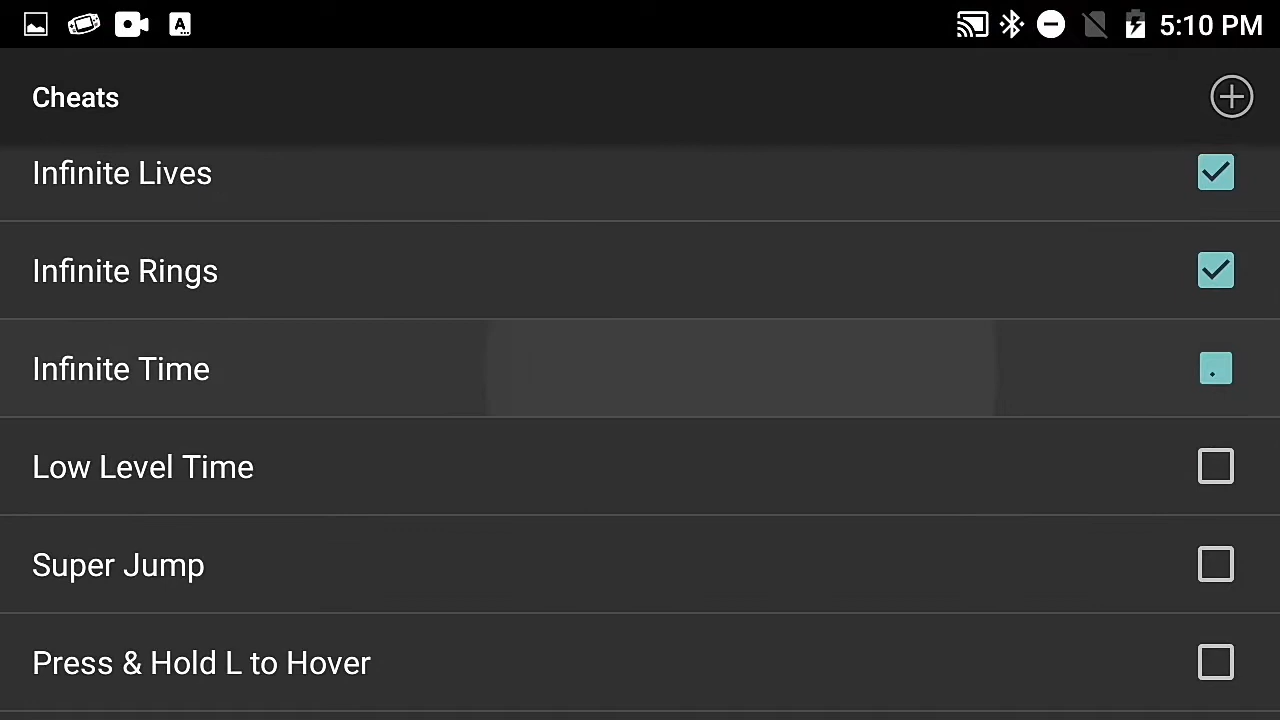 A
5:10 PM
Cheats
Infinite Lives
Infinite Rings
Infinite Time
Low Level Time
Super Jump
Press & Hold L to Hover